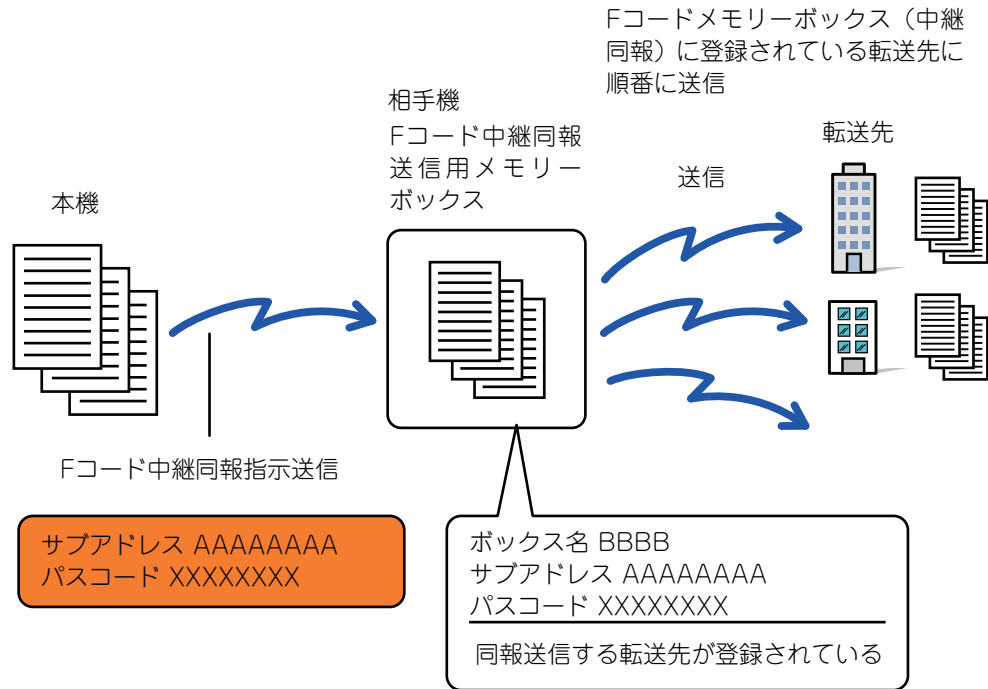 Fコードメモリーボックス（中継
同報）に登録されている転送先に
順番に送信
相手機
Fコード中継同報
送信用メモリー
ボックス
転送先
送信
本機
Fコード中継同報指示送信
サブアドレス AAAAAAAA
パスコード XXXXXXXX
ボックス名 BBBB
サブアドレス AAAAAAAA
パスコード XXXXXXXX
同報送信する転送先が登録されている